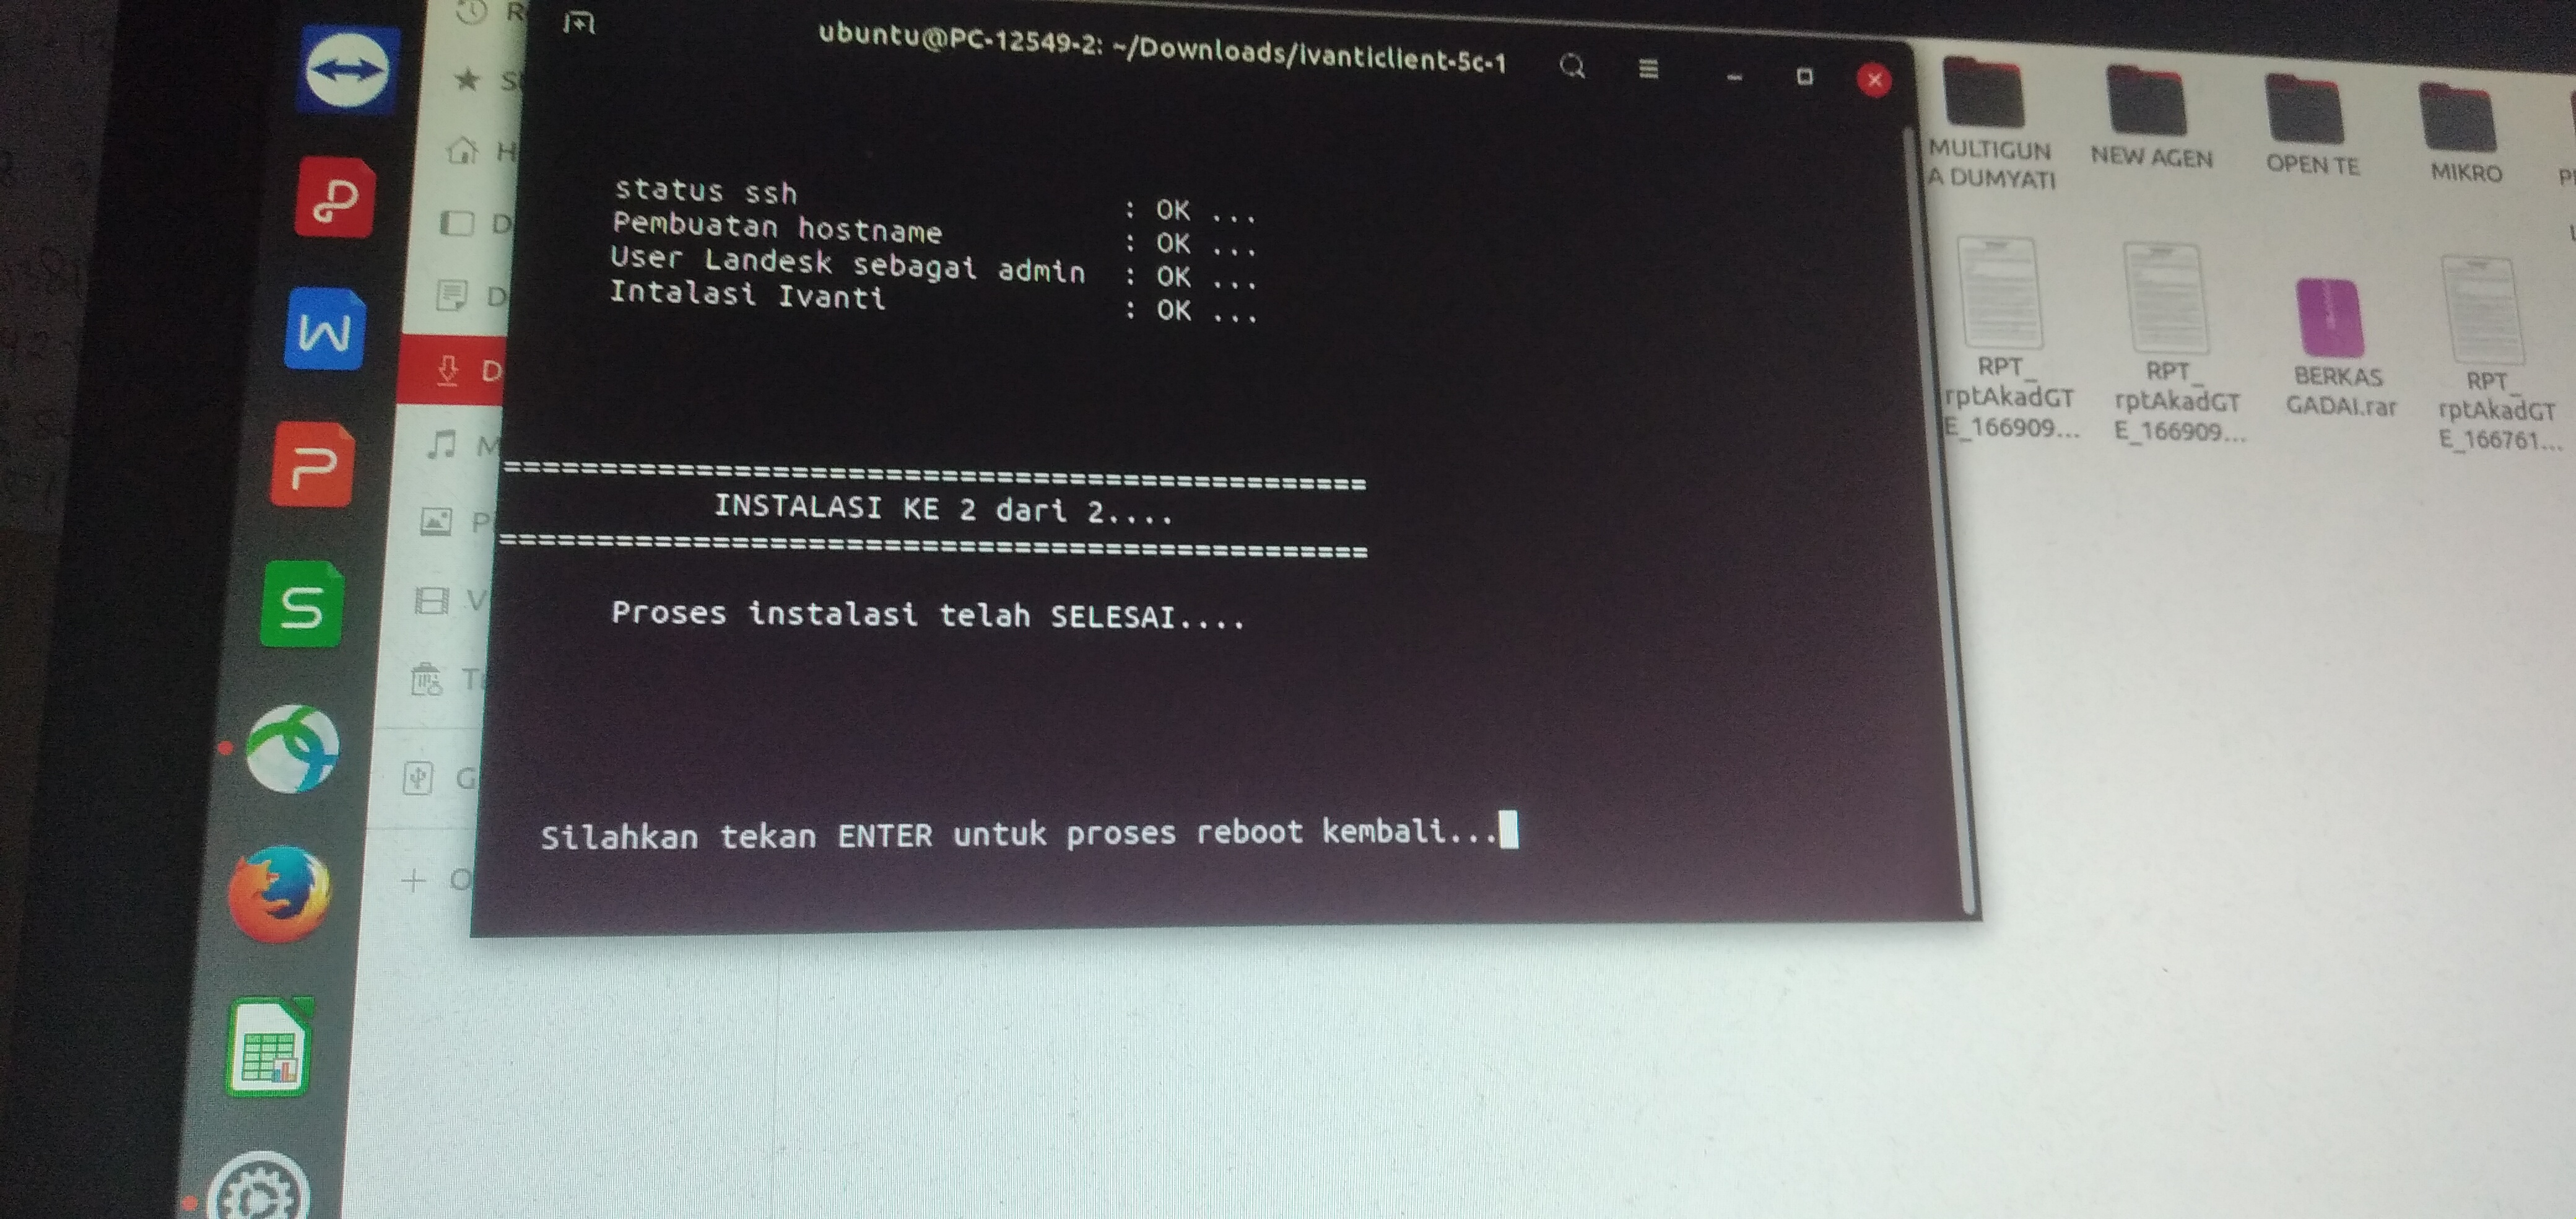 ubuntu@PC-12549-2: ~/Downloads/ivanticlient-5c-1
status ssh : OK ...
Pembuatan hostname : OK ...
User Landesk sebagai admin : OK ...
Intalasi Ivanti : OK ...
==================================================
INSTALASI KE 2 dari 2....
==================================================
Proses instalasi telah SELESAI....
Silahkan tekan ENTER untuk proses reboot kembali...
R
S
H
D
D
D
M
P
V
T
G
O
MULTIGUN
A DUMYATI
NEW AGEN
OPEN TE
MIKRO
RPT_
rptAkadGT
E_166909...
RPT_
rptAkadGT
E_166909...
BERKAS
GADAI.rar
RPT_
rptAkadGT
E_166761...